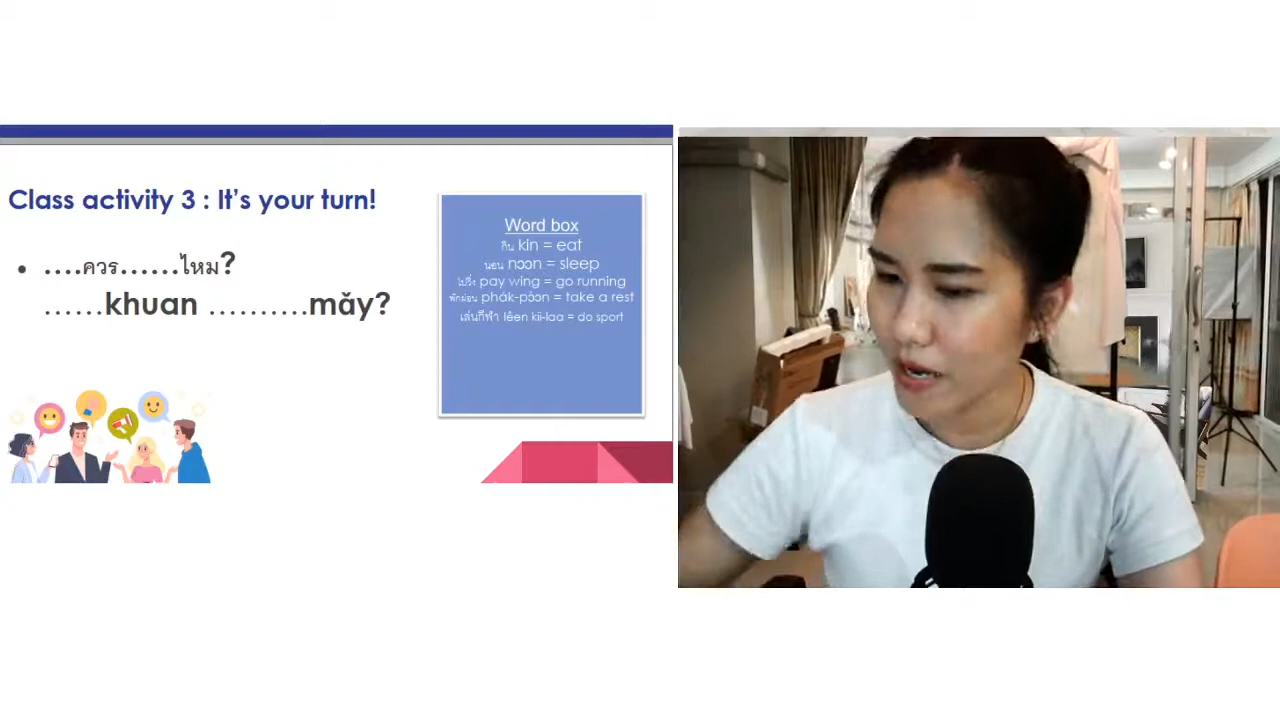 Class activity 3 : It's your turn!
• ....ควร......ไหม?
......khuan ..........mǎy?
Word box
กิน kin = eat
นอน nɔɔn = sleep
ไปวิ่ง pay wing = go running
พักผ่อน phák-pɔ̀ɔn = take a rest
เล่นกีฬา lêen kii-laa = do sport